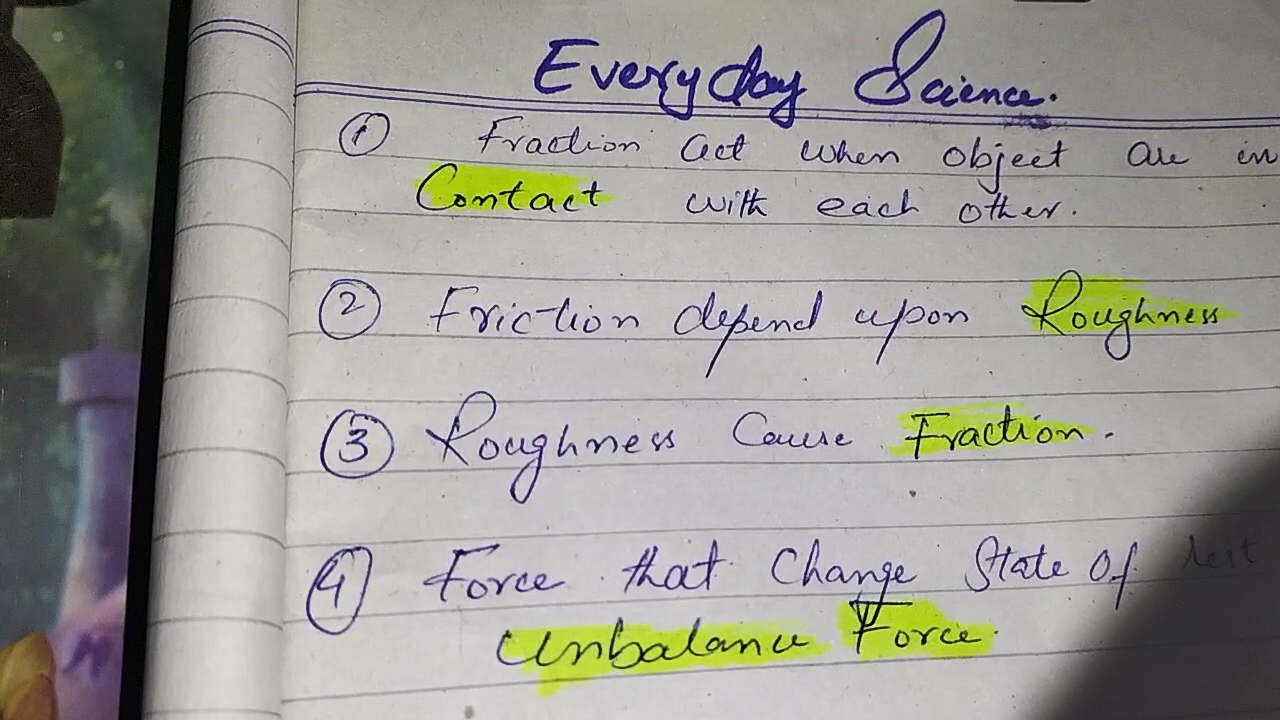 Everyday Science.
① Fraction act when object are in
Contact with each other.
② Friction depend upon Roughness
③ Roughness Cause Fraction.
④ Force that Change State of rest
Unbalance Force.